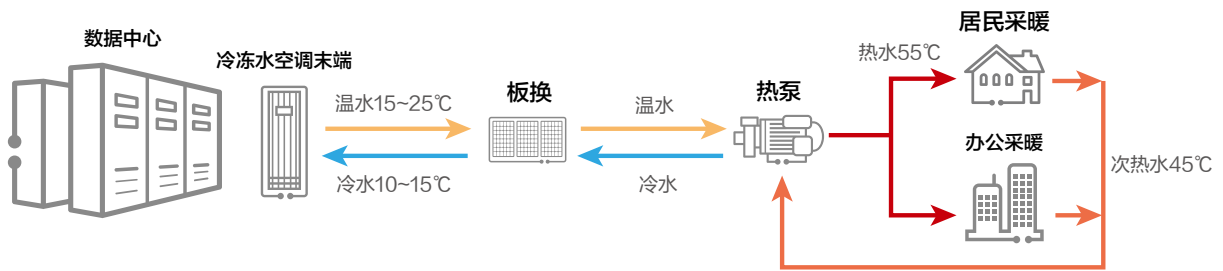 数据中心
冷冻水空调末端
温水15~25℃
冷水10~15℃
板换
温水
冷水
热泵
热水55℃
居民采暖
办公采暖
次热水45℃